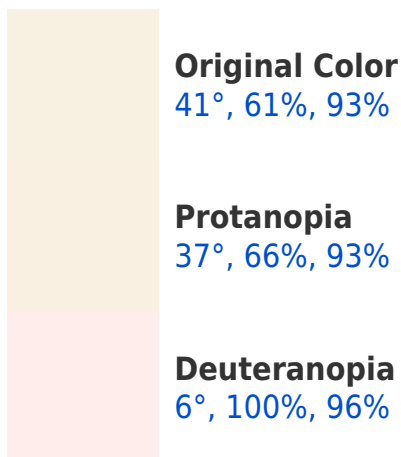 Original Color
41°, 61%, 93%
Protanopia
37°, 66%, 93%
Deuteranopia
6°, 100%, 96%